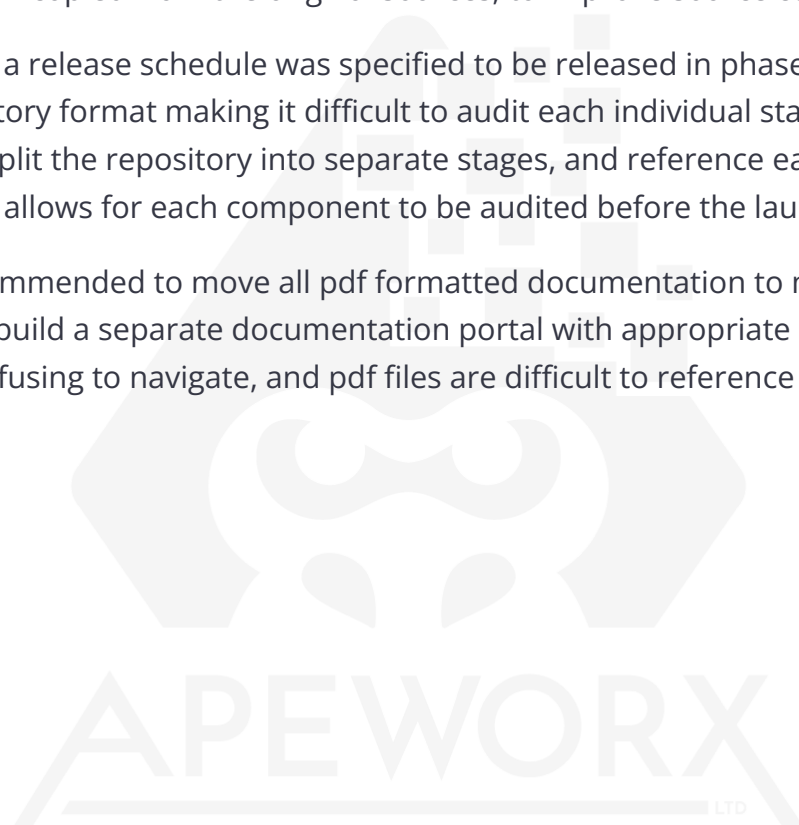 a release schedule was specified to be released in phase
tory format making it difficult to audit each individual sta
plit the repository into separate stages, and reference ea
allows for each component to be audited before the lau
mmended to move all pdf formatted documentation to
build a separate documentation portal with appropriate
fusing to navigate, and pdf files are difficult to reference
APEWORX
LTD